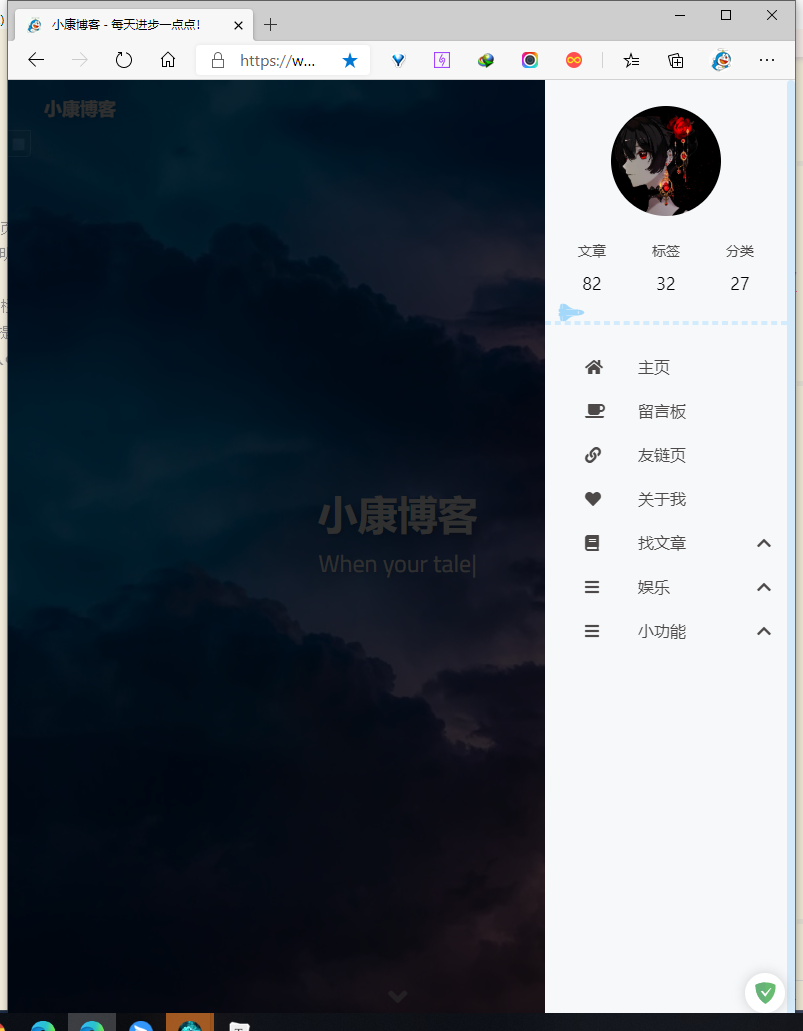 小康博客 - 每天进步一点点!
https://w...
小康博客
小康博客
When your tale|
文章 标签 分类
82 32 27
主页
留言板
友链页
关于我
找文章
娱乐
小功能